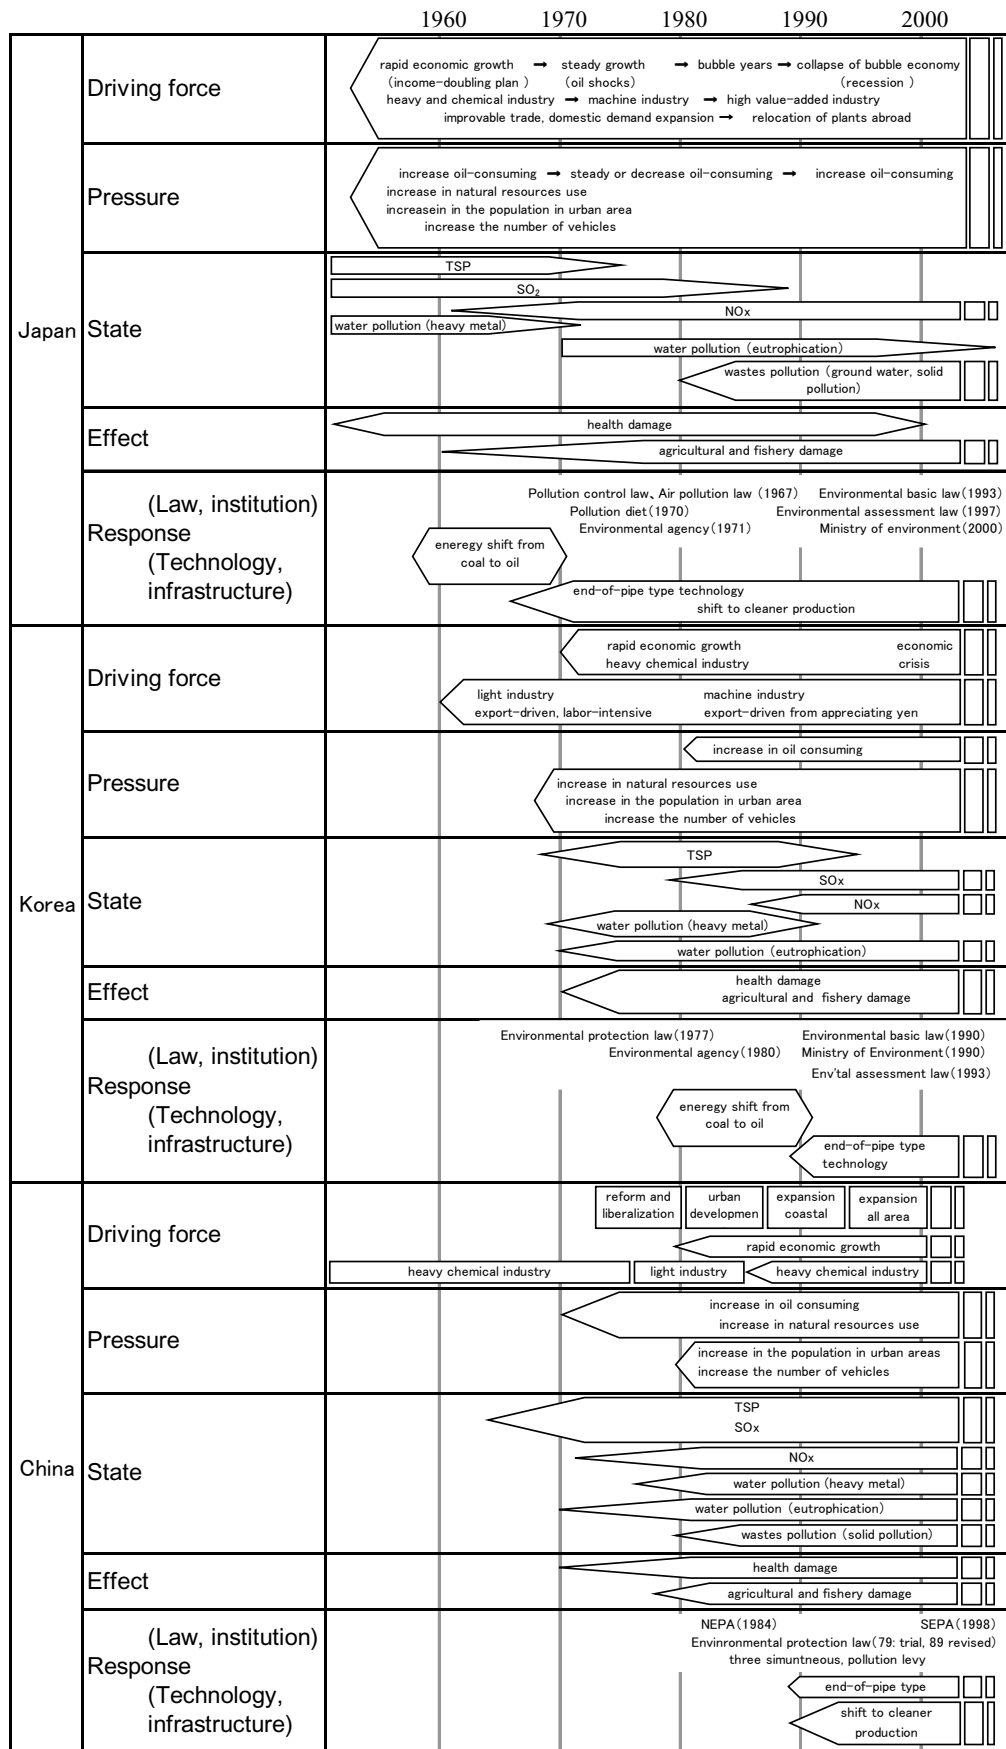 1960 1970 1980 1990 2000
Japan
Driving force
rapid economic growth → steady growth → bubble years → collapse of bubble economy
(income-doubling plan ) (oil shocks) (recession )
heavy and chemical industry → machine industry → high value-added industry
improvable trade, domestic demand expansion → relocation of plants abroad
Pressure
increase oil-consuming → steady or decrease oil-consuming → increase oil-consuming
increase in natural resources use
increasein in the population in urban area
increase the number of vehicles
State
TSP
SO₂
NOx
water pollution (heavy metal)
water pollution (eutrophication)
wastes pollution (ground water, solid
pollution)
Effect
health damage
agricultural and fishery damage
(Law, institution)
Response
(Technology,
infrastructure)
Pollution control law、Air pollution law (1967) Environmental basic law(1993)
Pollution diet(1970) Environmental assessment law (1997)
Environmental agency(1971) Ministry of environment(2000)
eneregy shift from
coal to oil
end-of-pipe type technology
shift to cleaner production
Korea
Driving force
rapid economic growth economic
heavy chemical industry crisis
light industry machine industry
export-driven, labor-intensive export-driven from appreciating yen
Pressure
increase in oil consuming
increase in natural resources use
increase in the population in urban area
increase the number of vehicles
State
TSP
SOx
NOx
water pollution (heavy metal)
water pollution (eutrophication)
Effect
health damage
agricultural and fishery damage
(Law, institution)
Response
(Technology,
infrastructure)
Environmental protection law(1977) Environmental basic law(1990)
Environmental agency(1980) Ministry of Environment(1990)
Env'tal assessment law(1993)
eneregy shift from
coal to oil
end-of-pipe type
technology
China
Driving force
reform and urban expansion expansion
liberalization developmen coastal all area
rapid economic growth
heavy chemical industry light industry heavy chemical industry
Pressure
increase in oil consuming
increase in natural resources use
increase in the population in urban areas
increase the number of vehicles
State
TSP
SOx
NOx
water pollution (heavy metal)
water pollution (eutrophication)
wastes pollution (solid pollution)
Effect
health damage
agricultural and fishery damage
(Law, institution)
Response
(Technology,
infrastructure)
NEPA(1984) SEPA(1998)
Envinronmental protection law(79: trial, 89 revised)
three simuntneous, pollution levy
end-of-pipe type
shift to cleaner
production